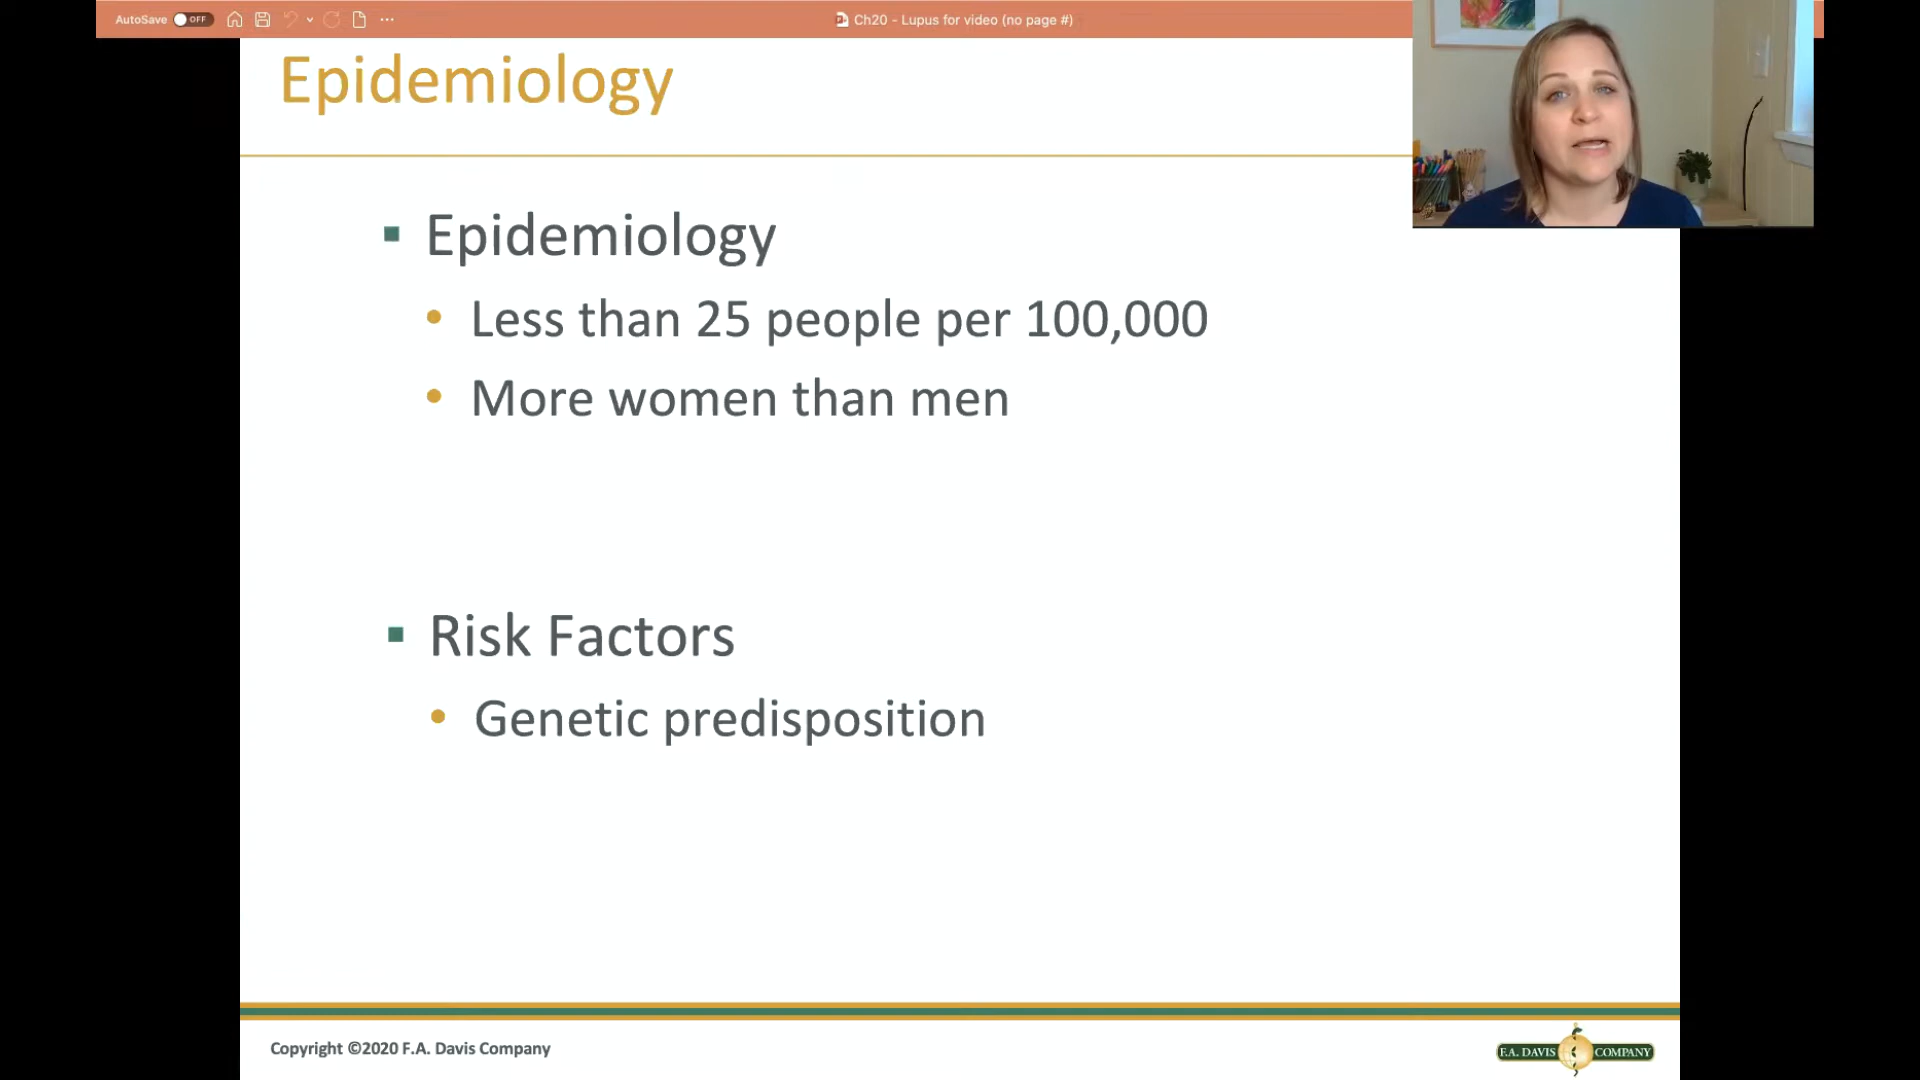 AutoSave OFF
Ch20 - Lupus for video (no page #)
Epidemiology
Epidemiology
Less than 25 people per 100,000
More women than men
Risk Factors
Genetic predisposition
Copyright ©2020 F.A. Davis Company
F.A. DAVIS COMPANY